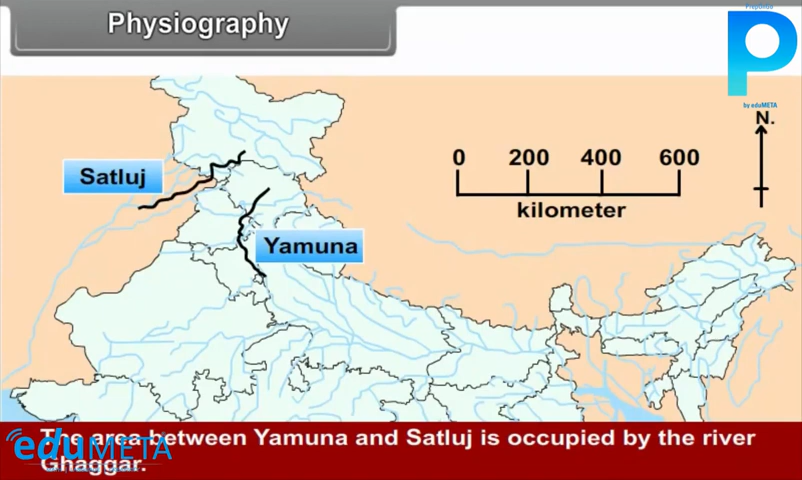 Physiography
PrepOnGo
P
by eduMETA
N.
0 200 400 600
kilometer
Satluj
Yamuna
The area between Yamuna and Satluj is occupied by the river
Ghaggar.
eduMETA